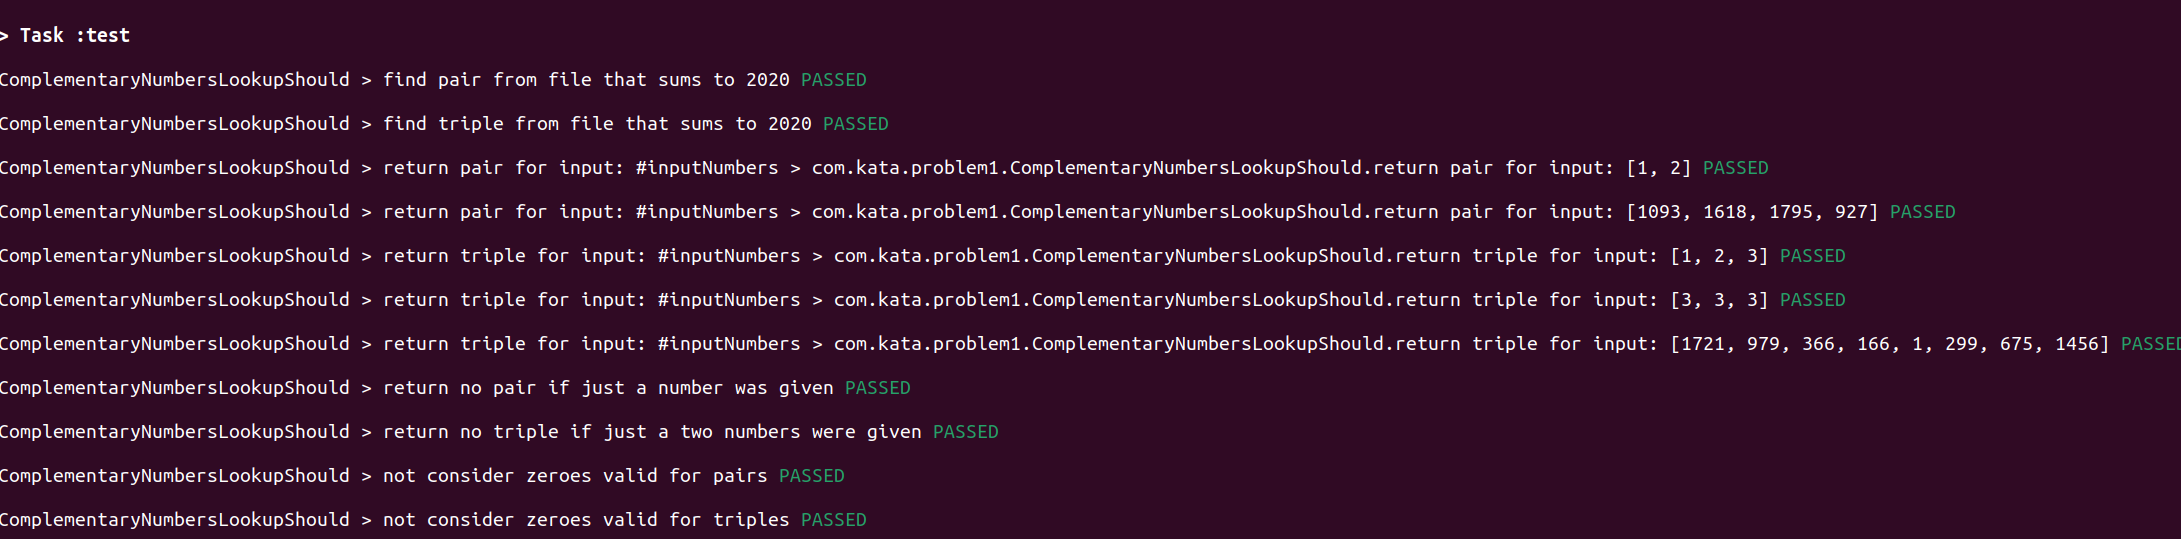 > Task :test
ComplementaryNumbersLookupShould > find pair from file that sums to 2020 PASSED
ComplementaryNumbersLookupShould > find triple from file that sums to 2020 PASSED
ComplementaryNumbersLookupShould > return pair for input: #inputNumbers > com.kata.problem1.ComplementaryNumbersLookupShould.return pair for input: [1, 2] PASSED
ComplementaryNumbersLookupShould > return pair for input: #inputNumbers > com.kata.problem1.ComplementaryNumbersLookupShould.return pair for input: [1093, 1618, 1795, 927] PASSED
ComplementaryNumbersLookupShould > return triple for input: #inputNumbers > com.kata.problem1.ComplementaryNumbersLookupShould.return triple for input: [1, 2, 3] PASSED
ComplementaryNumbersLookupShould > return triple for input: #inputNumbers > com.kata.problem1.ComplementaryNumbersLookupShould.return triple for input: [3, 3, 3] PASSED
ComplementaryNumbersLookupShould > return triple for input: #inputNumbers > com.kata.problem1.ComplementaryNumbersLookupShould.return triple for input: [1721, 979, 366, 166, 1, 299, 675, 1456] PASSED
ComplementaryNumbersLookupShould > return no pair if just a number was given PASSED
ComplementaryNumbersLookupShould > return no triple if just a two numbers were given PASSED
ComplementaryNumbersLookupShould > not consider zeroes valid for pairs PASSED
ComplementaryNumbersLookupShould > not consider zeroes valid for triples PASSED